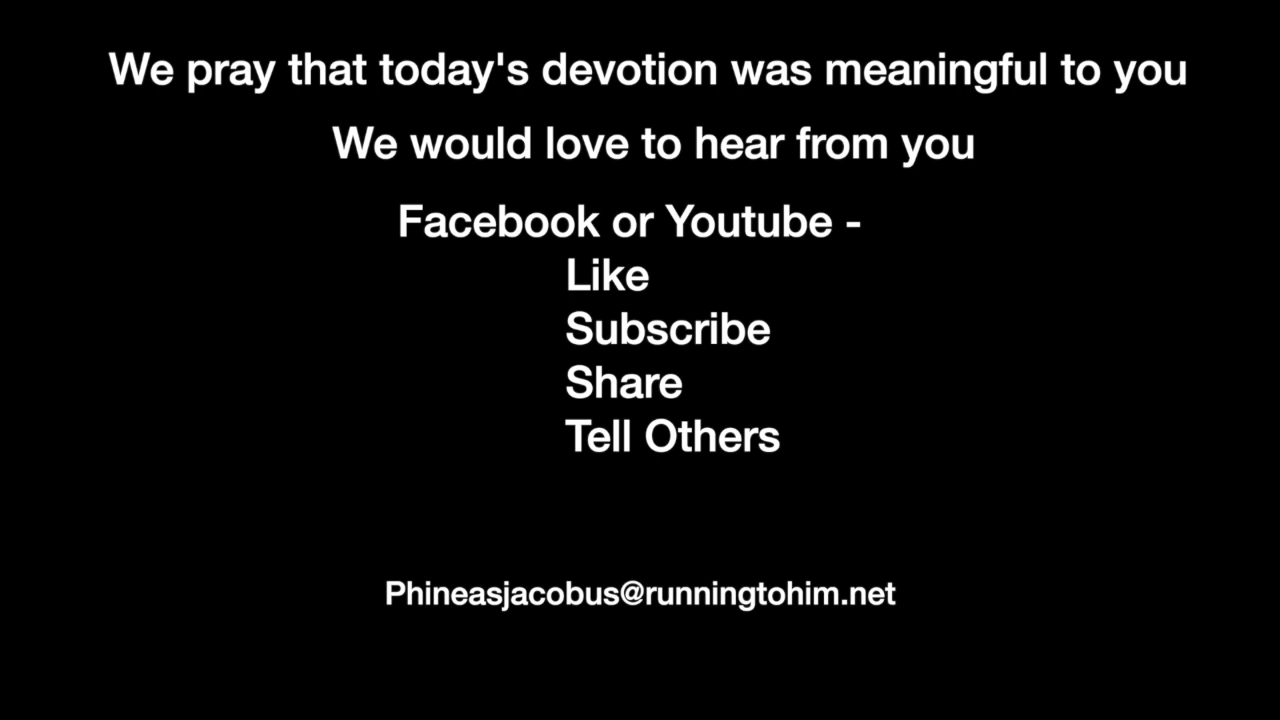 We pray that today's devotion was meaningful to you
We would love to hear from you
Facebook or Youtube -
Like
Subscribe
Share
Tell Others
Phineasjacobus@runningtohim.net